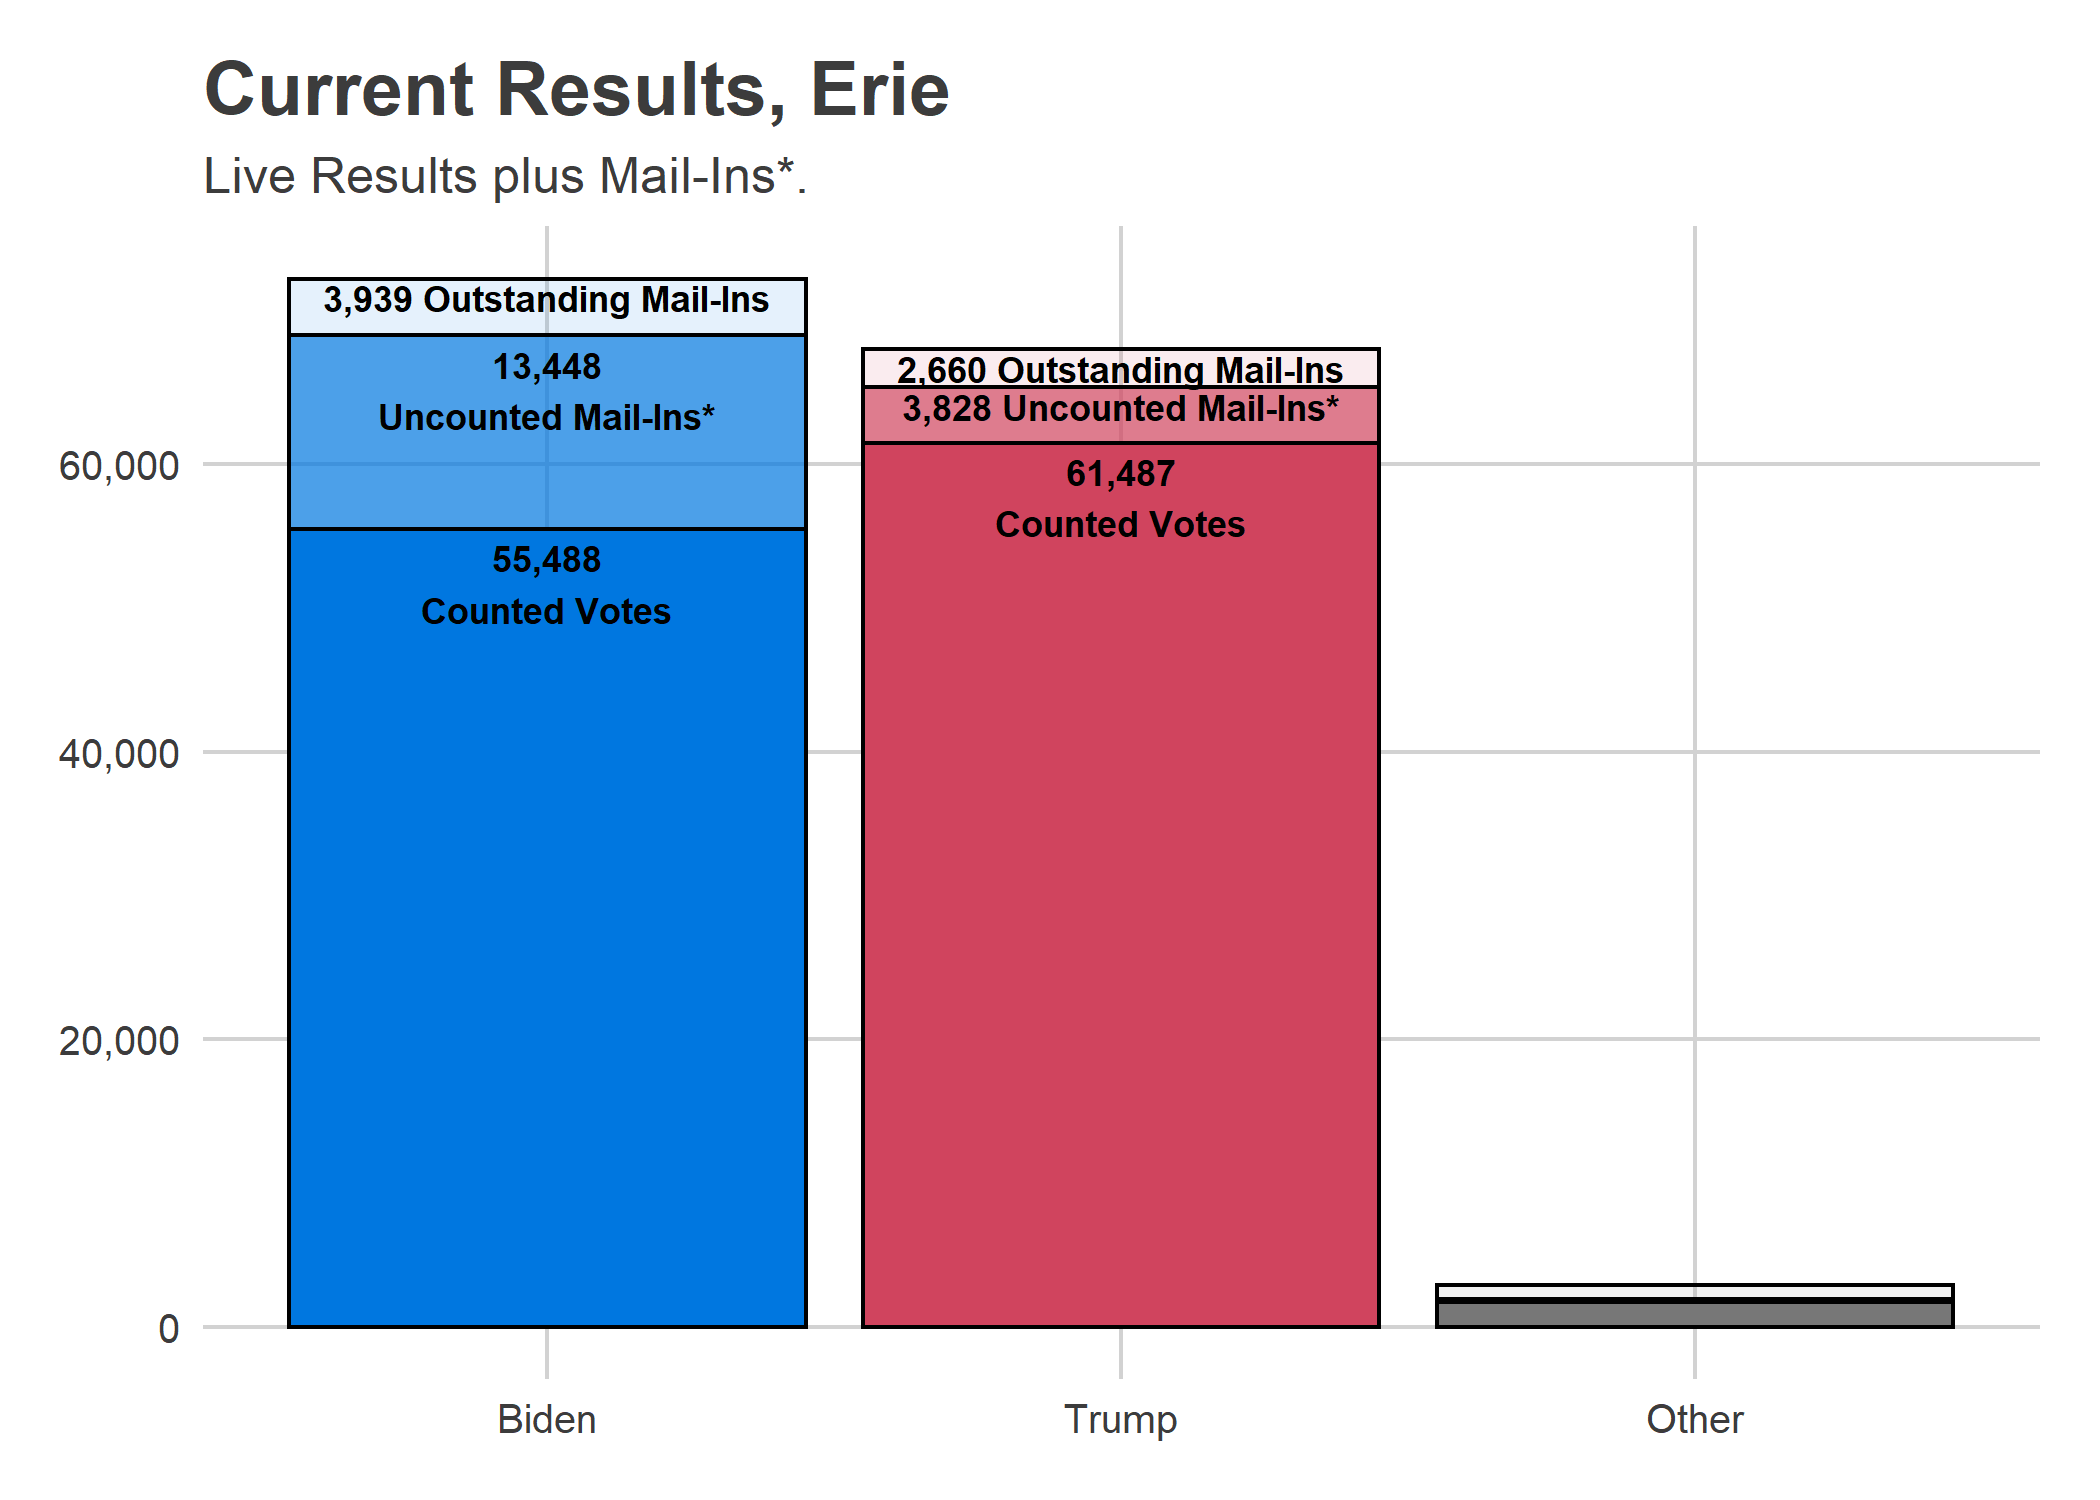 Current Results, Erie
Live Results plus Mail-Ins*.
3,939 Outstanding Mail-Ins
13,448
Uncounted Mail-Ins*
55,488
Counted Votes
2,660 Outstanding Mail-Ins
3,828 Uncounted Mail-Ins*
61,487
Counted Votes
60,000
40,000
20,000
0
Biden
Trump
Other